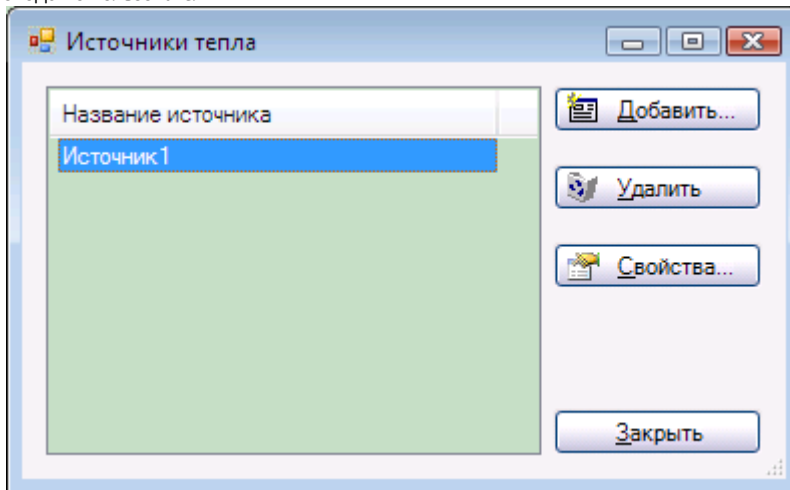 Источники тепла
Название источника
Источник1
Добавить...
Удалить
Свойства...
Закрыть